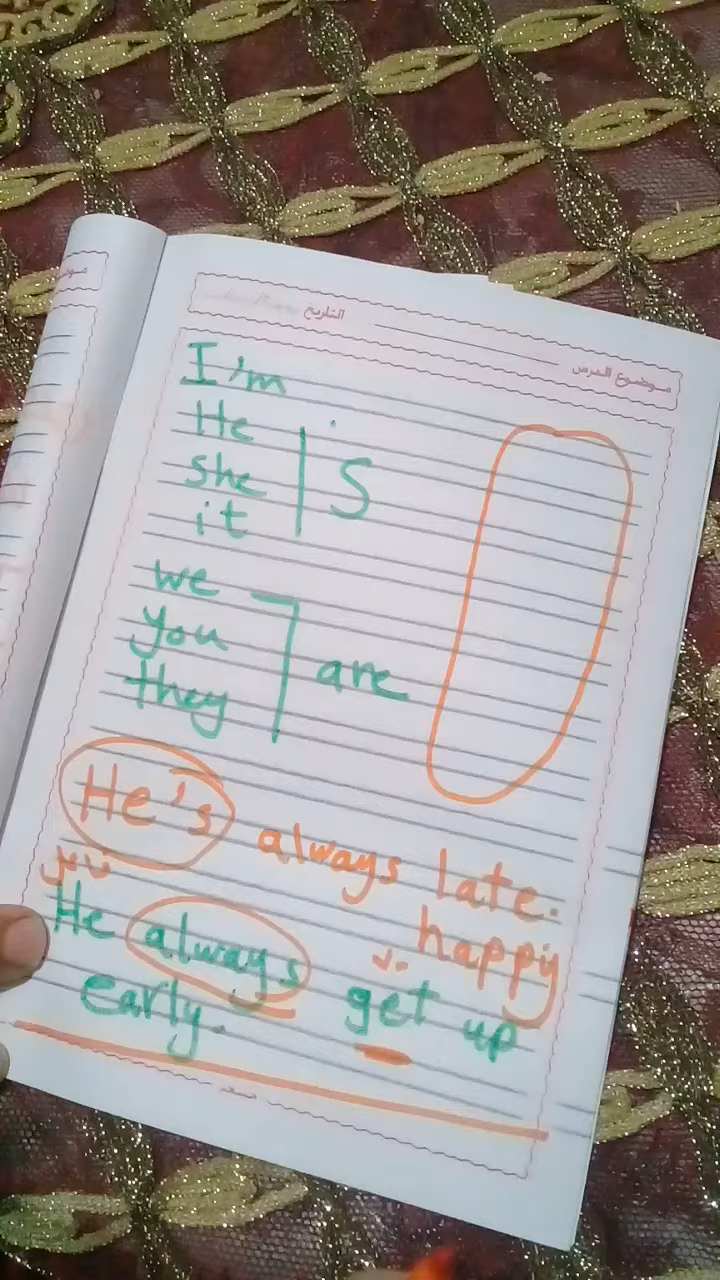 موضوع الدرس التاريخ
I'm
He
She
it
is
we
you
they
are
He's always late.
happy
He always get up
early.